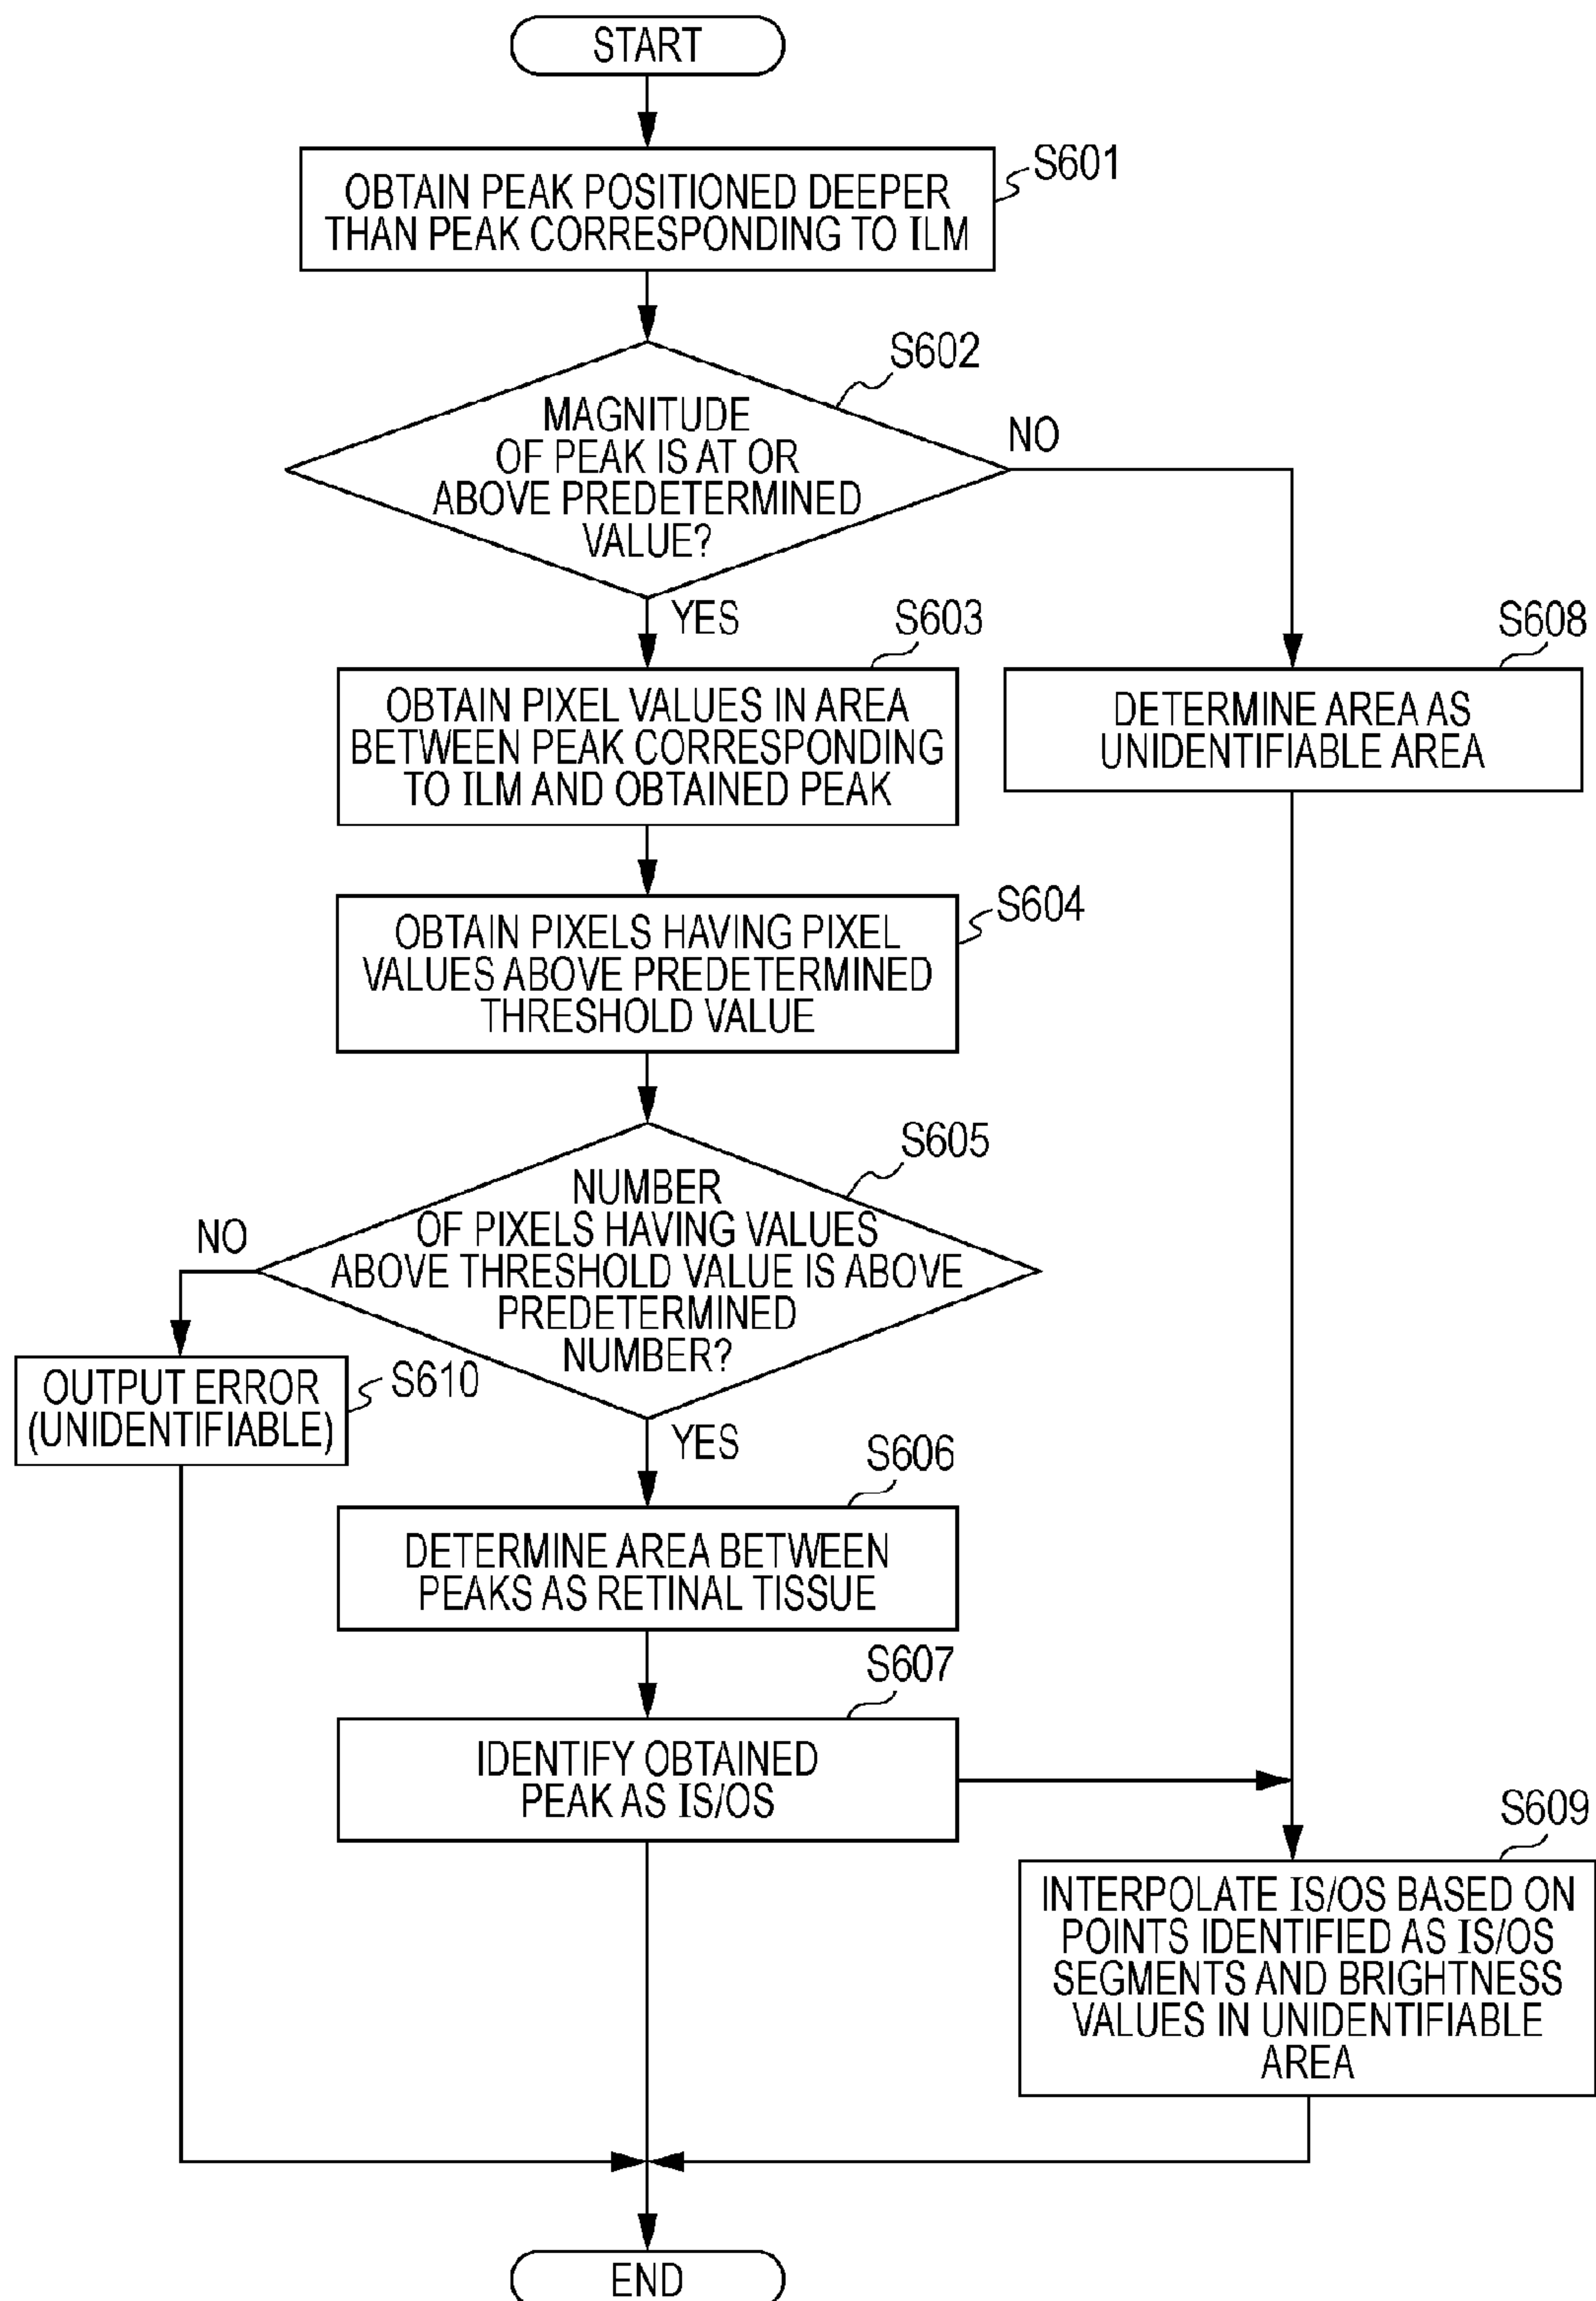 START
S601
OBTAIN PEAK POSITIONED DEEPER
THAN PEAK CORRESPONDING TO ILM
S602
MAGNITUDE
OF PEAK IS AT OR
ABOVE PREDETERMINED
VALUE?
NO
YES
S603
OBTAIN PIXEL VALUES IN AREA
BETWEEN PEAK CORRESPONDING
TO ILM AND OBTAINED PEAK
S608
DETERMINE AREA AS
UNIDENTIFIABLE AREA
S604
OBTAIN PIXELS HAVING PIXEL
VALUES ABOVE PREDETERMINED
THRESHOLD VALUE
S605
NUMBER
OF PIXELS HAVING VALUES
ABOVE THRESHOLD VALUE IS ABOVE
PREDETERMINED
NUMBER?
NO
OUTPUT ERROR
(UNIDENTIFIABLE)
S610
YES
S606
DETERMINE AREA BETWEEN
PEAKS AS RETINAL TISSUE
S607
IDENTIFY OBTAINED
PEAK AS IS/OS
S609
INTERPOLATE IS/OS BASED ON
POINTS IDENTIFIED AS IS/OS
SEGMENTS AND BRIGHTNESS
VALUES IN UNIDENTIFIABLE
AREA
END